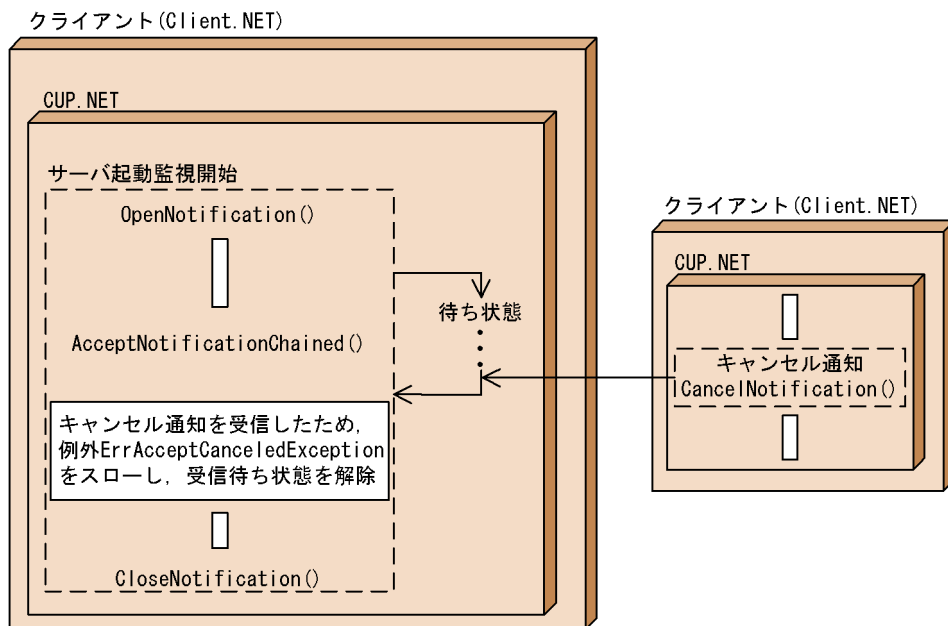 クライアント(Client.NET)
CUP.NET
サーバ起動監視開始
OpenNotification()
AcceptNotificationChained()
待ち状態
キャンセル通知を受信したため,
例外ErrAcceptCanceledException
をスローし,受信待ち状態を解除
CloseNotification()
クライアント(Client.NET)
CUP.NET
キャンセル通知
CancelNotification()